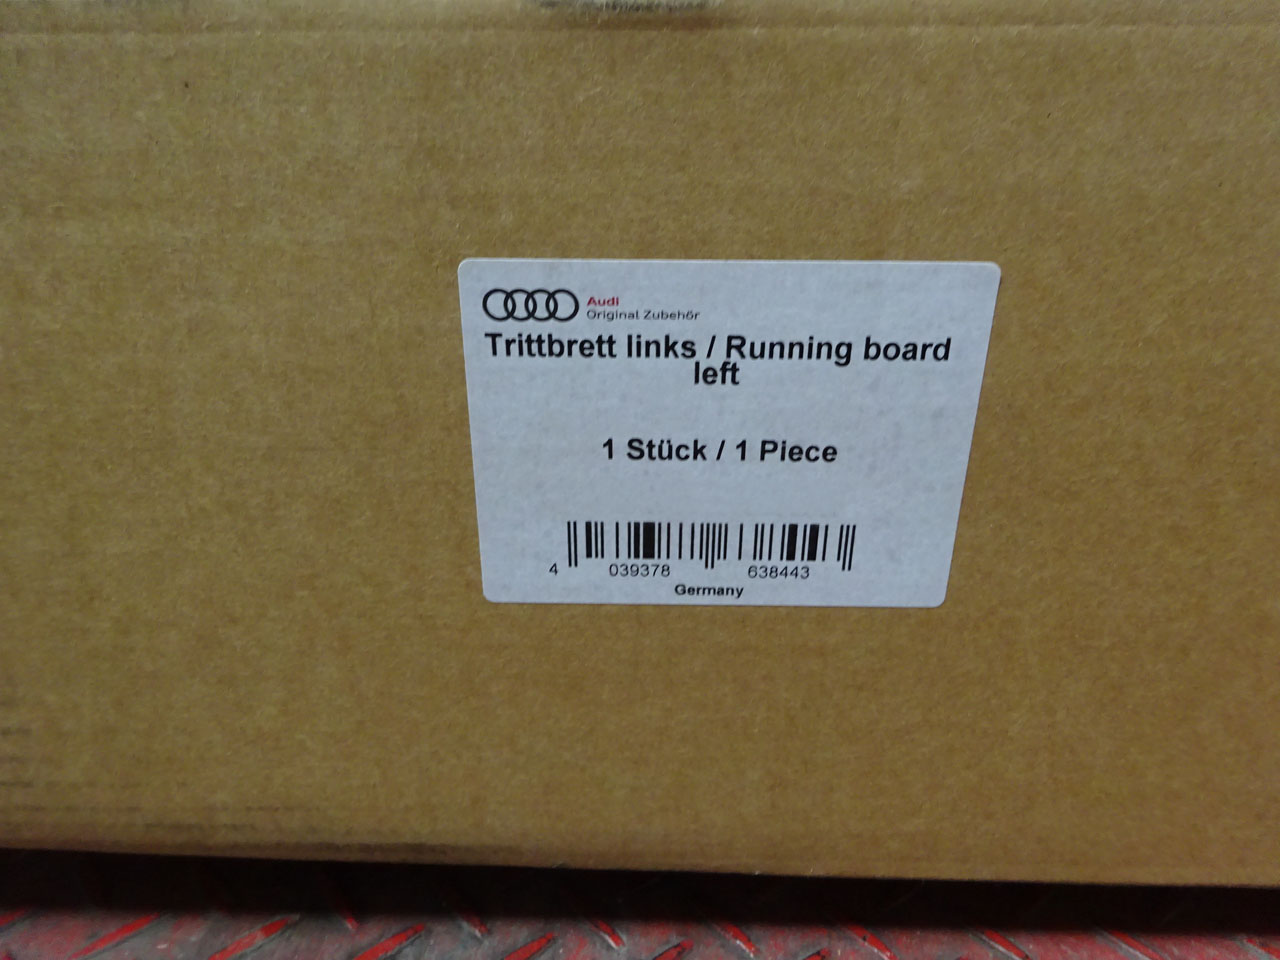 Audi
Original Zubehör
Trittbrett links / Running board
left
1 Stück / 1 Piece
4 039378 638443
Germany